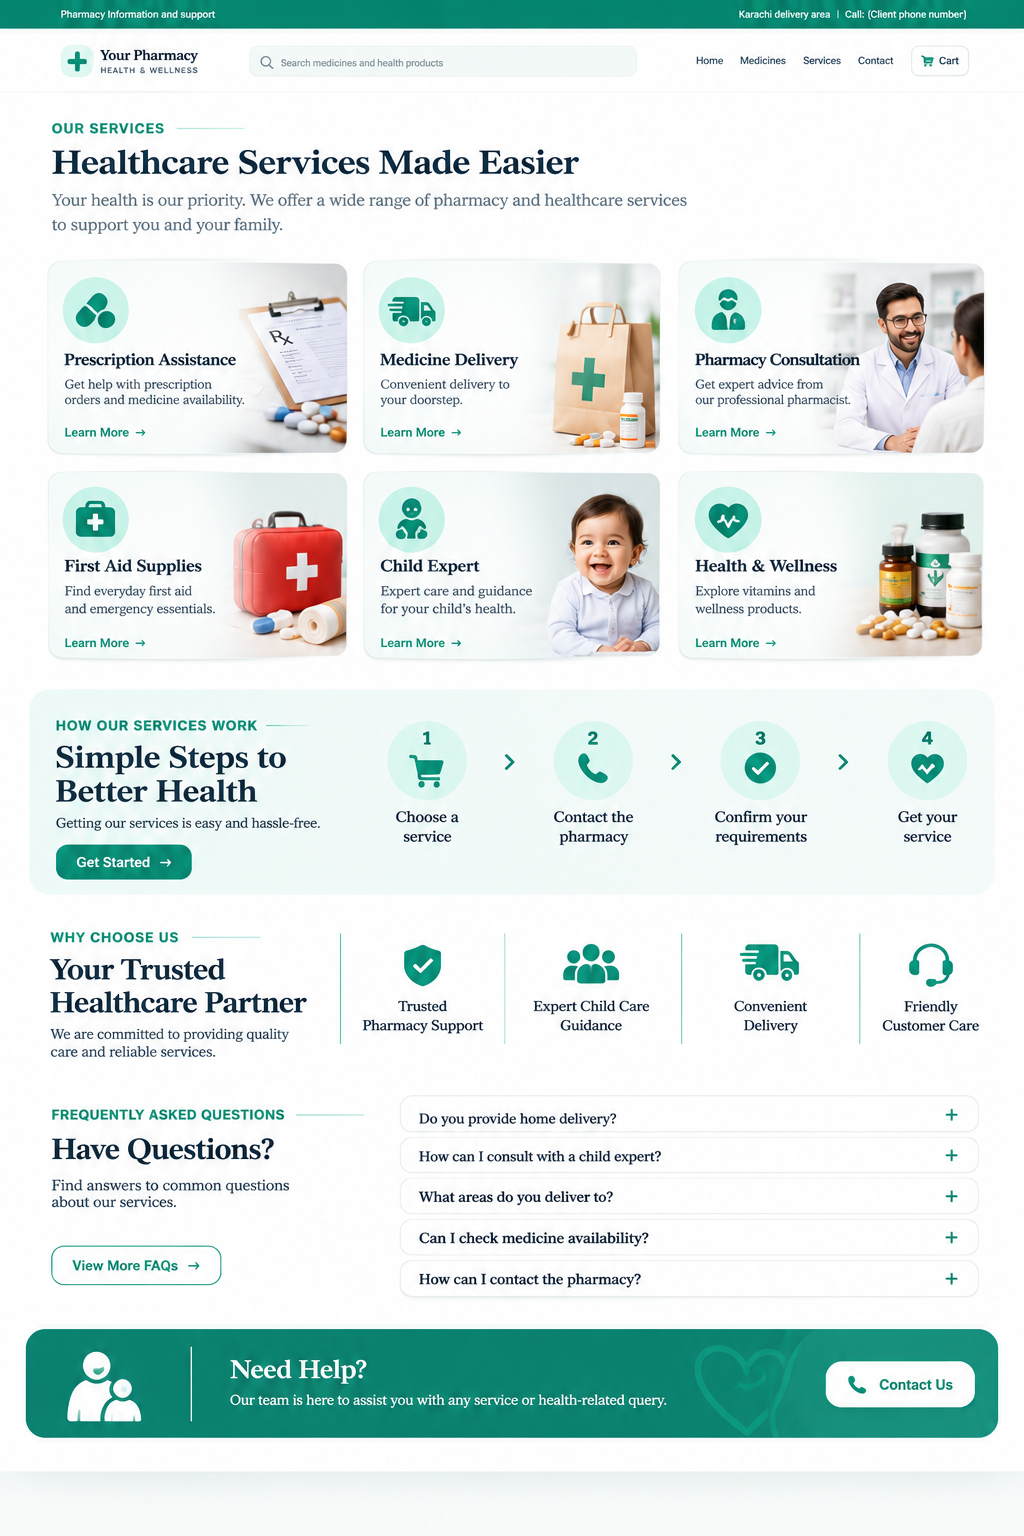 Pharmacy Information and support
Karachi delivery area | Call: (Client phone number)
Your Pharmacy
HEALTH & WELLNESS
Search medicines and health products
Home
Medicines
Services
Contact
Cart
OUR SERVICES
Healthcare Services Made Easier
Your health is our priority. We offer a wide range of pharmacy and healthcare services
to support you and your family.
Rx
Prescription Assistance
Get help with prescription
orders and medicine availability.
Learn More →
Medicine Delivery
Convenient delivery to
your doorstep.
Learn More →
Pharmacy Consultation
Get expert advice from
our professional pharmacist.
Learn More →
First Aid Supplies
Find everyday first aid
and emergency essentials.
Learn More →
Child Expert
Expert care and guidance
for your child's health.
Learn More →
Health & Wellness
Explore vitamins and
wellness products.
Learn More →
HOW OUR SERVICES WORK
Simple Steps to
Better Health
Getting our services is easy and hassle-free.
Get Started →
1
Choose a
service
2
Contact the
pharmacy
3
Confirm your
requirements
4
Get your
service
WHY CHOOSE US
Your Trusted
Healthcare Partner
We are committed to providing quality
care and reliable services.
Trusted
Pharmacy Support
Expert Child Care
Guidance
Convenient
Delivery
Friendly
Customer Care
FREQUENTLY ASKED QUESTIONS
Have Questions?
Find answers to common questions
about our services.
View More FAQs →
Do you provide home delivery?
How can I consult with a child expert?
What areas do you deliver to?
Can I check medicine availability?
How can I contact the pharmacy?
Need Help?
Our team is here to assist you with any service or health-related query.
Contact Us